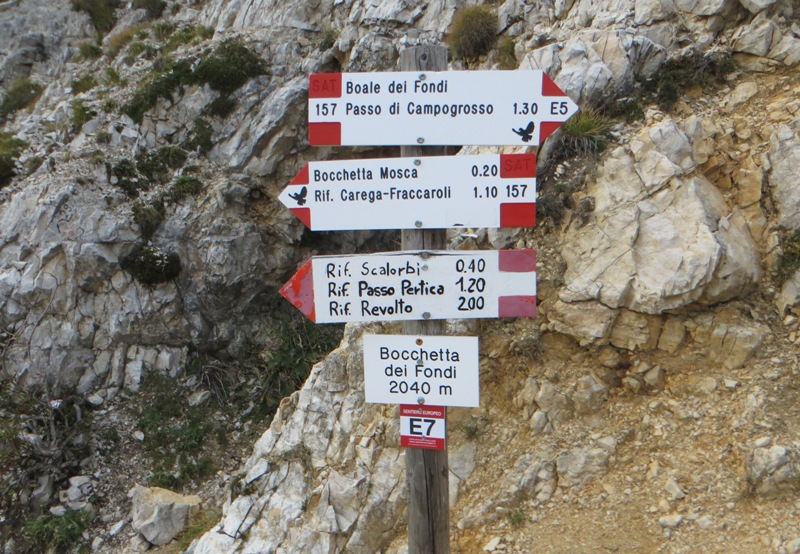 SAT Boale dei Fondi
157 Passo di Campogrosso 1.30 E5
Bocchetta Mosca 0.20 SAT
Rif. Carega-Fraccaroli 1.10 157
Rif. Scalorbi 0.40
Rif. Passo Pertica 1.20
Rif. Revolto 2.00
Bocchetta
dei Fondi
2040 m
SENTIERO EUROPEO
E7